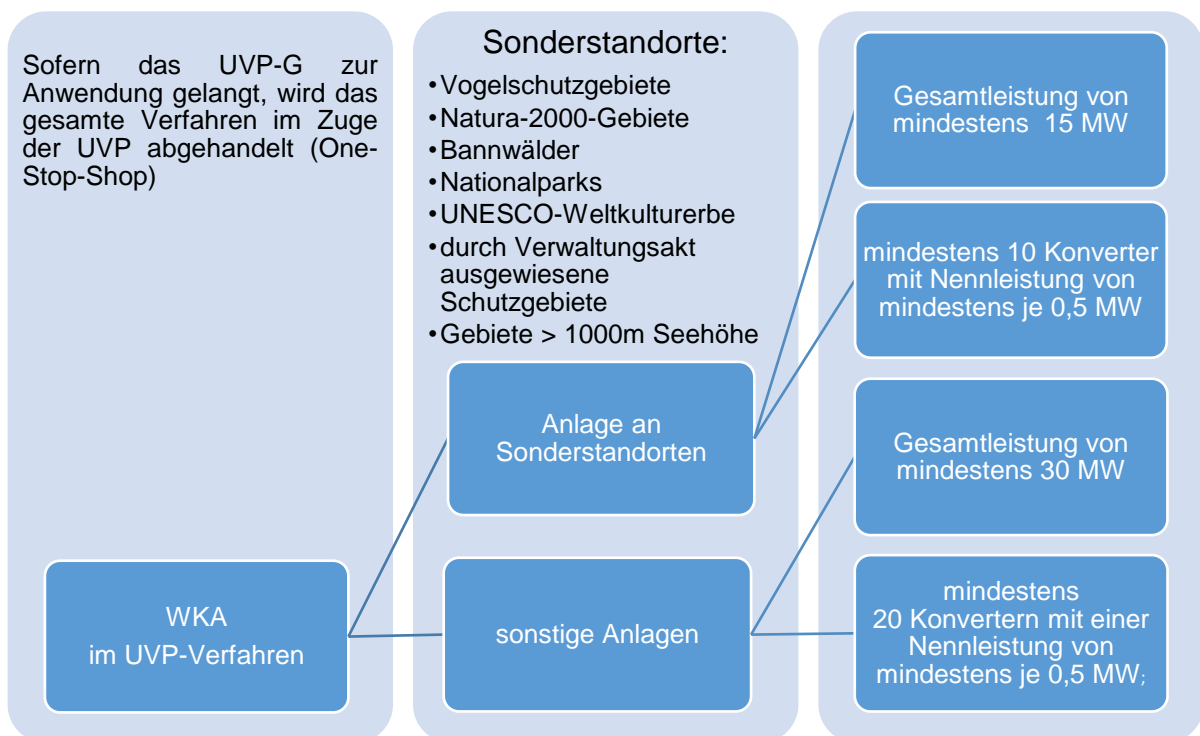 Sofern das UVP-G zur
Anwendung gelangt, wird das
gesamte Verfahren im Zuge
der UVP abgehandelt (One-
Stop-Shop)
WKA
im UVP-Verfahren
Sonderstandorte:
•Vogelschutzgebiete
•Natura-2000-Gebiete
•Bannwälder
•Nationalparks
•UNESCO-Weltkulturerbe
•durch Verwaltungsakt
ausgewiesene
Schutzgebiete
•Gebiete > 1000m Seehöhe
Anlage an
Sonderstandorten
sonstige Anlagen
Gesamtleistung von
mindestens 15 MW
mindestens 10 Konverter
mit Nennleistung von
mindestens je 0,5 MW
Gesamtleistung von
mindestens 30 MW
mindestens
20 Konvertern mit einer
Nennleistung von
mindestens je 0,5 MW;